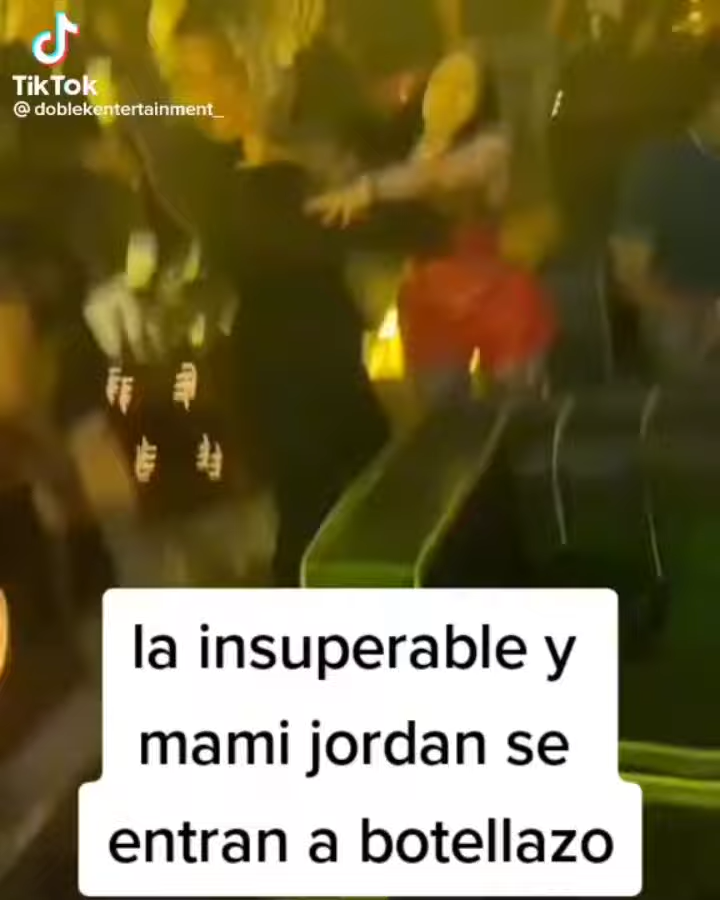 TikTok
@doblekentertainment_
la insuperable y
mami jordan se
entran a botellazo